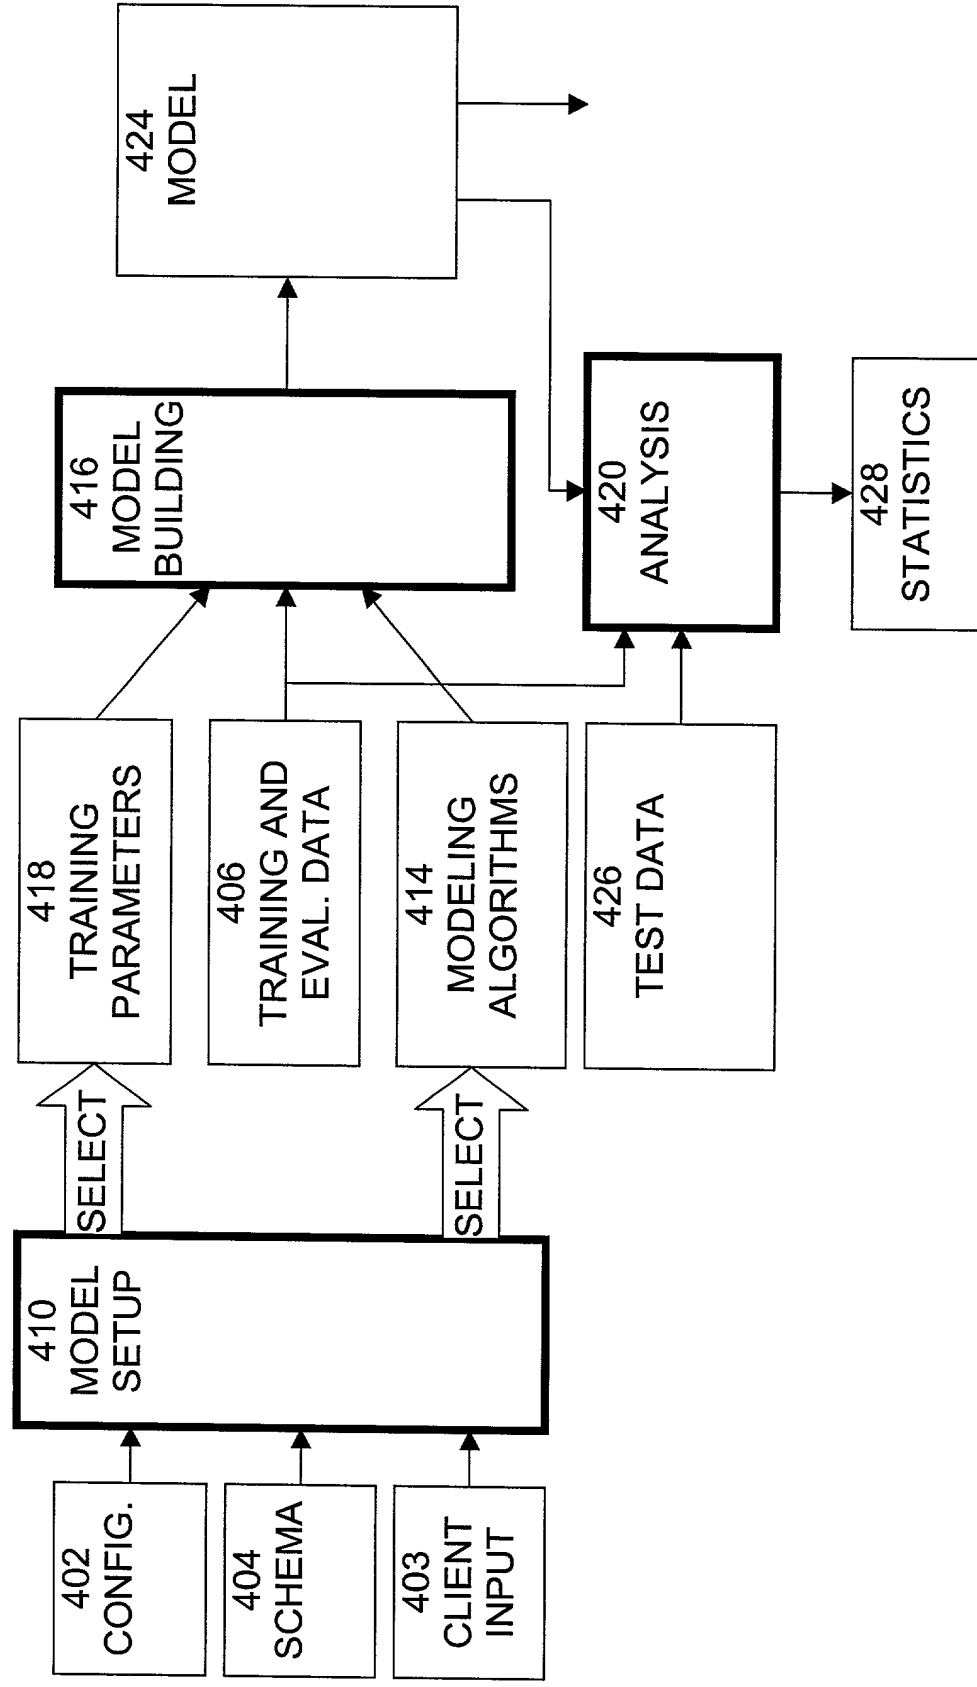 402
CONFIG.
404
SCHEMA
403
CLIENT
INPUT
410
MODEL
SETUP
SELECT
SELECT
418
TRAINING
PARAMETERS
406
TRAINING AND
EVAL. DATA
414
MODELING
ALGORITHMS
426
TEST DATA
416
MODEL
BUILDING
420
ANALYSIS
424
MODEL
428
STATISTICS